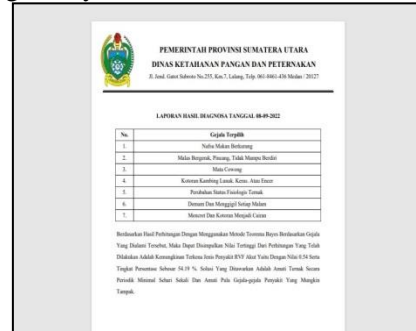 PEMERINTAH PROVINSI SUMATERA UTARA
DINAS KETAHANAN PANGAN DAN PETERNAKAN
Jl. Jend. Gatot Subroto No.255, Km.7, Lalang, Telp. 061-8461-436 Medan / 20127
LAPORAN HASIL DIAGNOSA TANGGAL 08-09-2022
No. Gejala Terpilih
1. Nafsu Makan Berkurang
2. Malas Bergerak, Pincang, Tidak Mampu Berdiri
3. Mata Cowong
4. Kotoran Kambing Lunak, Keras, Atau Encer
5. Perubahan Status Fisiologis Ternak
6. Demam Dan Menggigil Setiap Malam
7. Mencret Dan Kotoran Menjadi Cairan
Berdasarkan Hasil Perhitungan Dengan Menggunakan Metode Teorema Bayes Berdasarkan Gejala
Yang Dialami Tersebut, Maka Dapat Disimpulkan Nilai Tertinggi Dari Perhitungan Yang Telah
Dilakukan Adalah Kemungkinan Terkena Jenis Penyakit RVF Akut Yaitu Dengan Nilai 0.54 Serta
Tingkat Persentase Sebesar 54.19 %. Solusi Yang Ditawarkan Adalah Amati Ternak Secara
Periodik Minimal Sehari Sekali Dan Amati Pula Gejala-gejala Penyakit Yang Mungkin
Tampak.